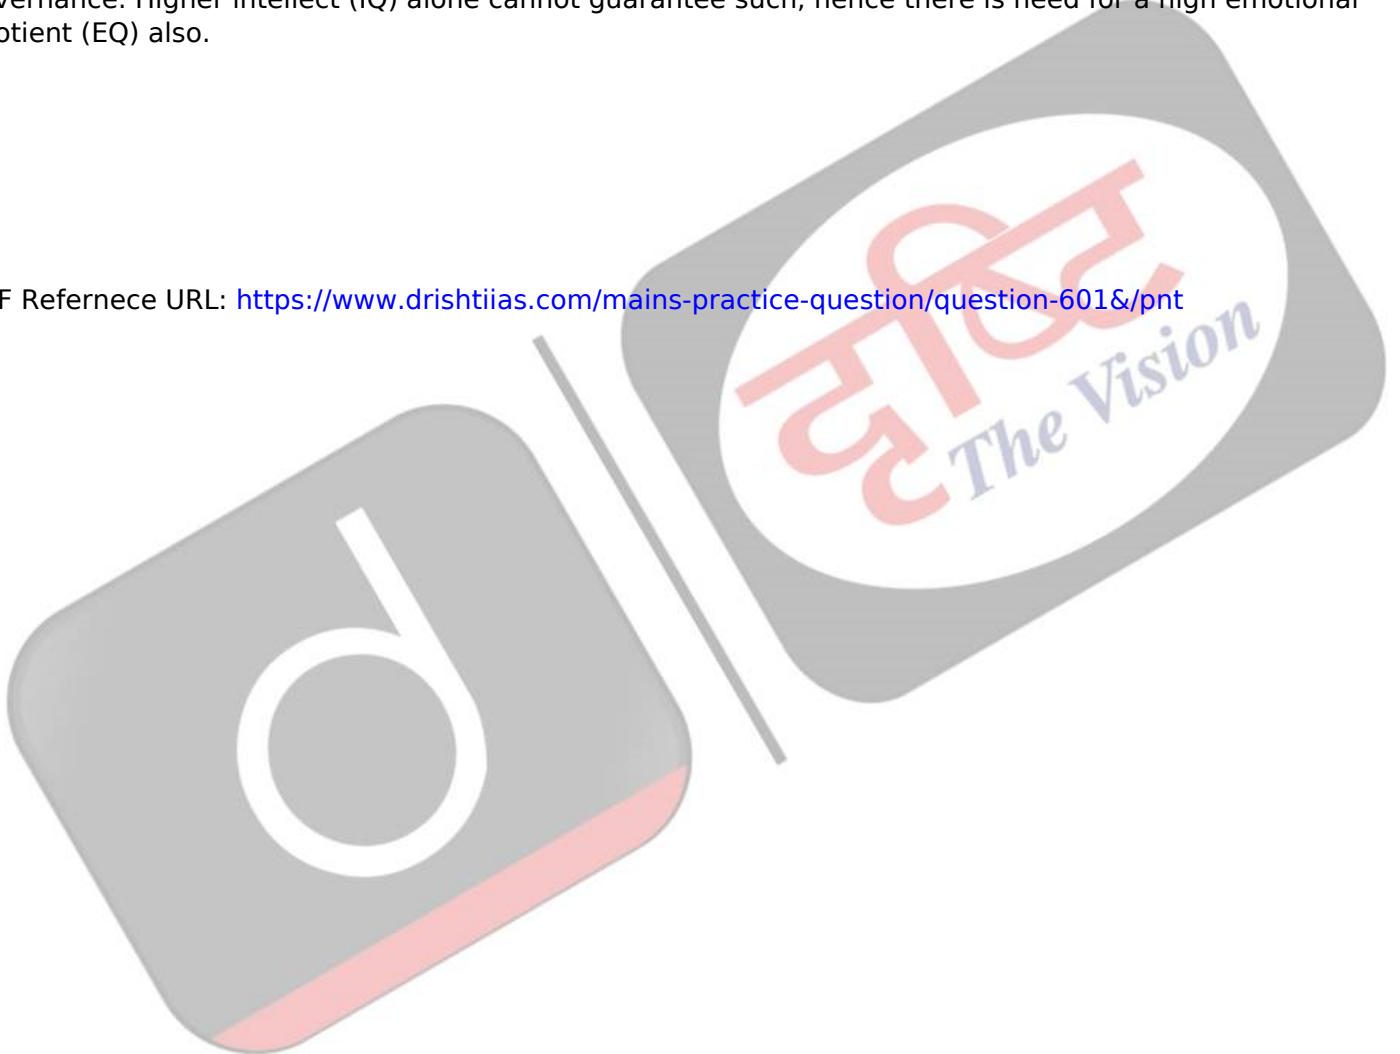 vernance. Higher intellect (IQ) alone cannot guarantee such, hence there is need for a high emotional
otient (EQ) also.
F Refernece URL: https://www.drishtiias.com/mains-practice-question/question-601&/pnt
दृष्टि
The Vision
d